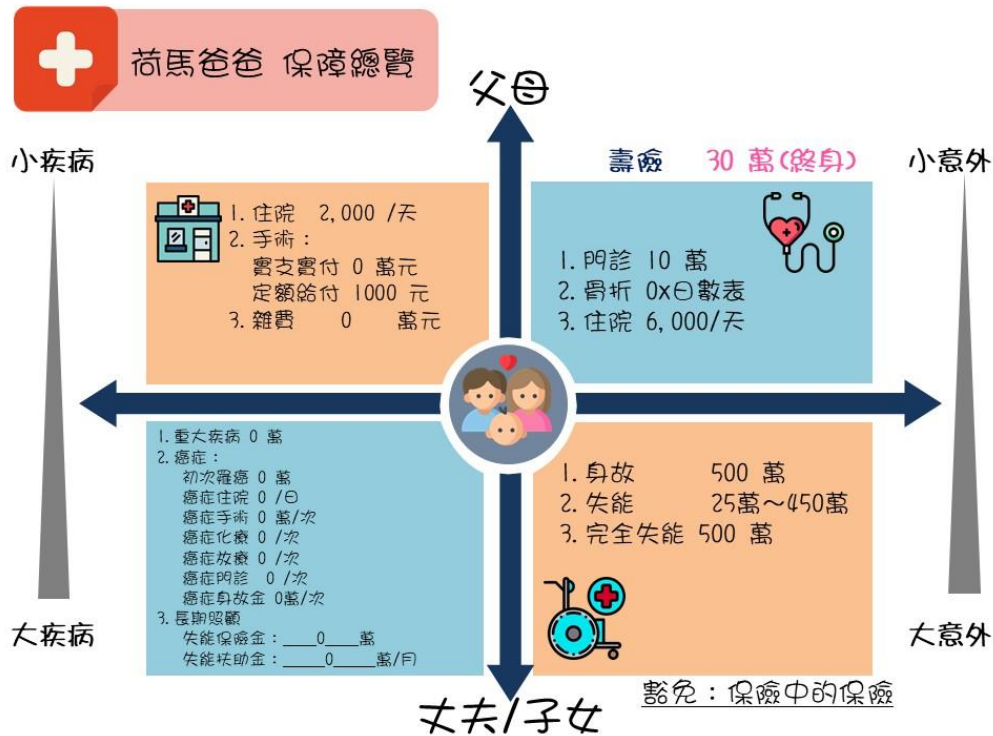 荷馬爸爸 保障總覽
父母
小疾病
壽險 30 萬(終身)
小意外
1. 住院 2,000 /天
2. 手術：
實支實付 0 萬元
定額給付 1000 元
3. 雜費 0 萬元
1. 門診 10 萬
2. 骨折 0x日數表
3. 住院 6,000/天
1. 重大疾病 0 萬
2. 癌症：
初次罹癌 0 萬
癌症住院 0 /日
癌症手術 0 萬/次
癌症化療 0 /次
癌症放療 0 /次
癌症門診 0 /次
癌症身故金 0萬/次
3. 長期照顧
失能保險金：____0____萬
失能扶助金：_____0_____萬/月
1. 身故 500 萬
2. 失能 25萬～450萬
3. 完全失能 500 萬
大疾病
大意外
豁免：保險中的保險
丈夫/子女